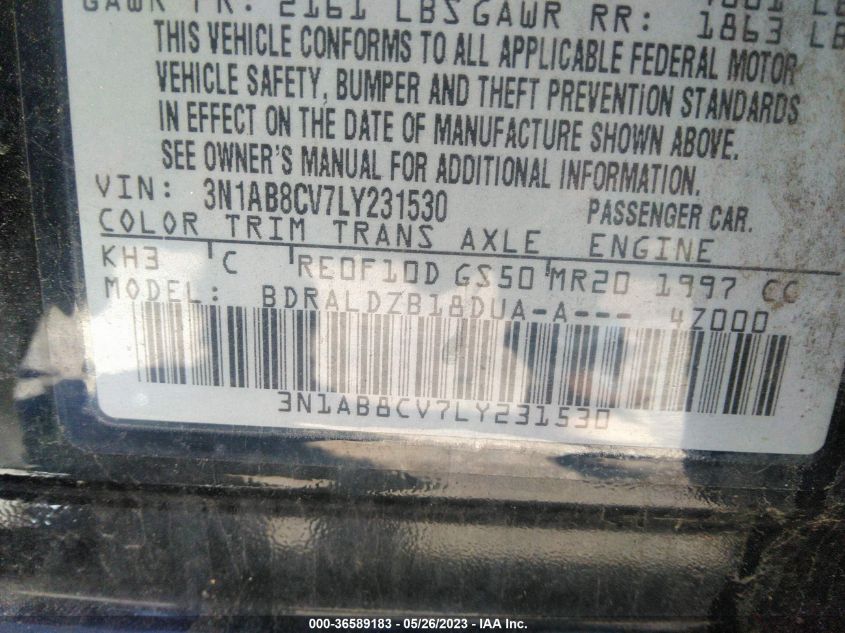 GAWR FR: 2161 LBS GAWR RR: 1863 LB
THIS VEHICLE CONFORMS TO ALL APPLICABLE FEDERAL MOTOR
VEHICLE SAFETY, BUMPER AND THEFT PREVENTION STANDARDS
IN EFFECT ON THE DATE OF MANUFACTURE SHOWN ABOVE.
SEE OWNER'S MANUAL FOR ADDITIONAL INFORMATION.
VIN: 3N1AB8CV7LY231530 PASSENGER CAR.
COLOR TRIM TRANS AXLE ENGINE
KH3 C RE0F10D GS50 MR20 1997 CC
MODEL: BDRALDZB18DUA-A--- 4Z000
3N1AB8CV7LY231530
000-36589183 - 05/26/2023 - IAA Inc.